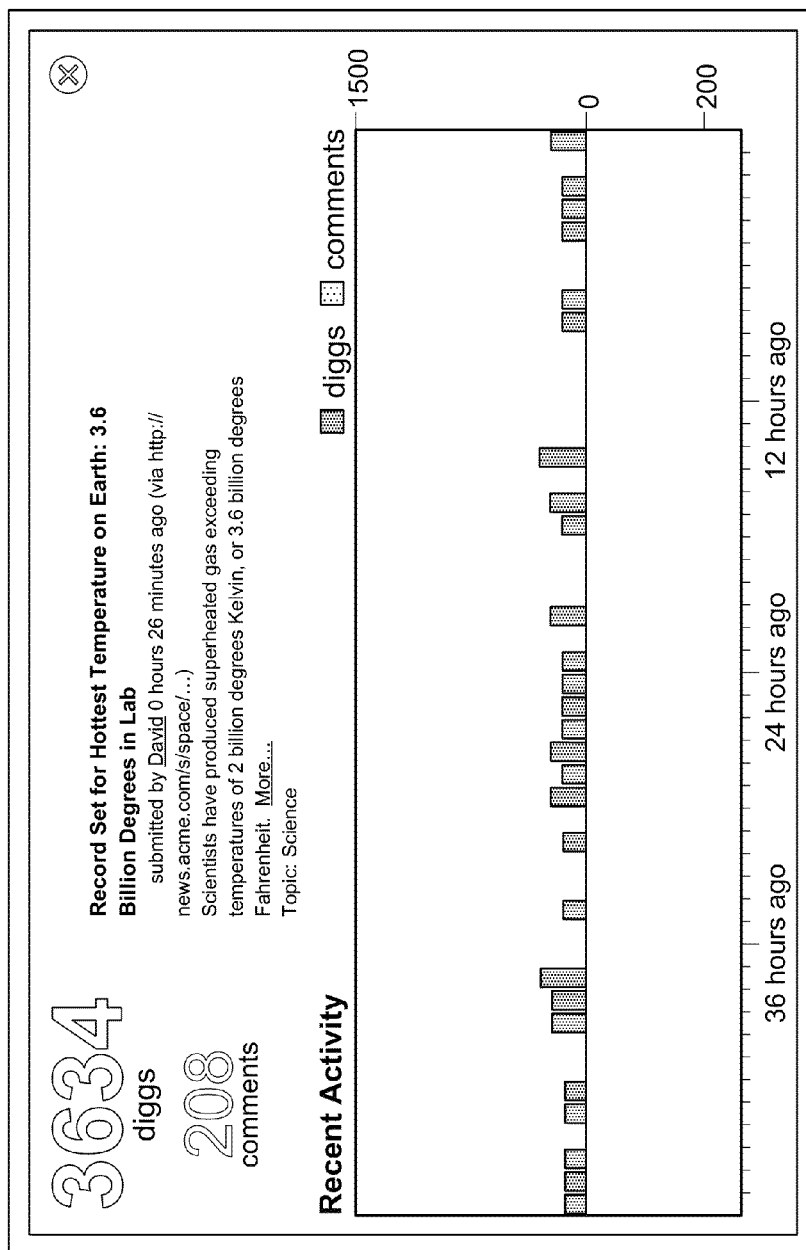 3634
diggs
208
comments
Record Set for Hottest Temperature on Earth: 3.6
Billion Degrees in Lab
submitted by David 0 hours 26 minutes ago (via http://
news.acme.com/s/space/...)
Scientists have produced superheated gas exceeding
temperatures of 2 billion degrees Kelvin, or 3.6 billion degrees
Fahrenheit. More...
Topic: Science
Recent Activity
diggs comments
1500
0
200
36 hours ago 24 hours ago 12 hours ago